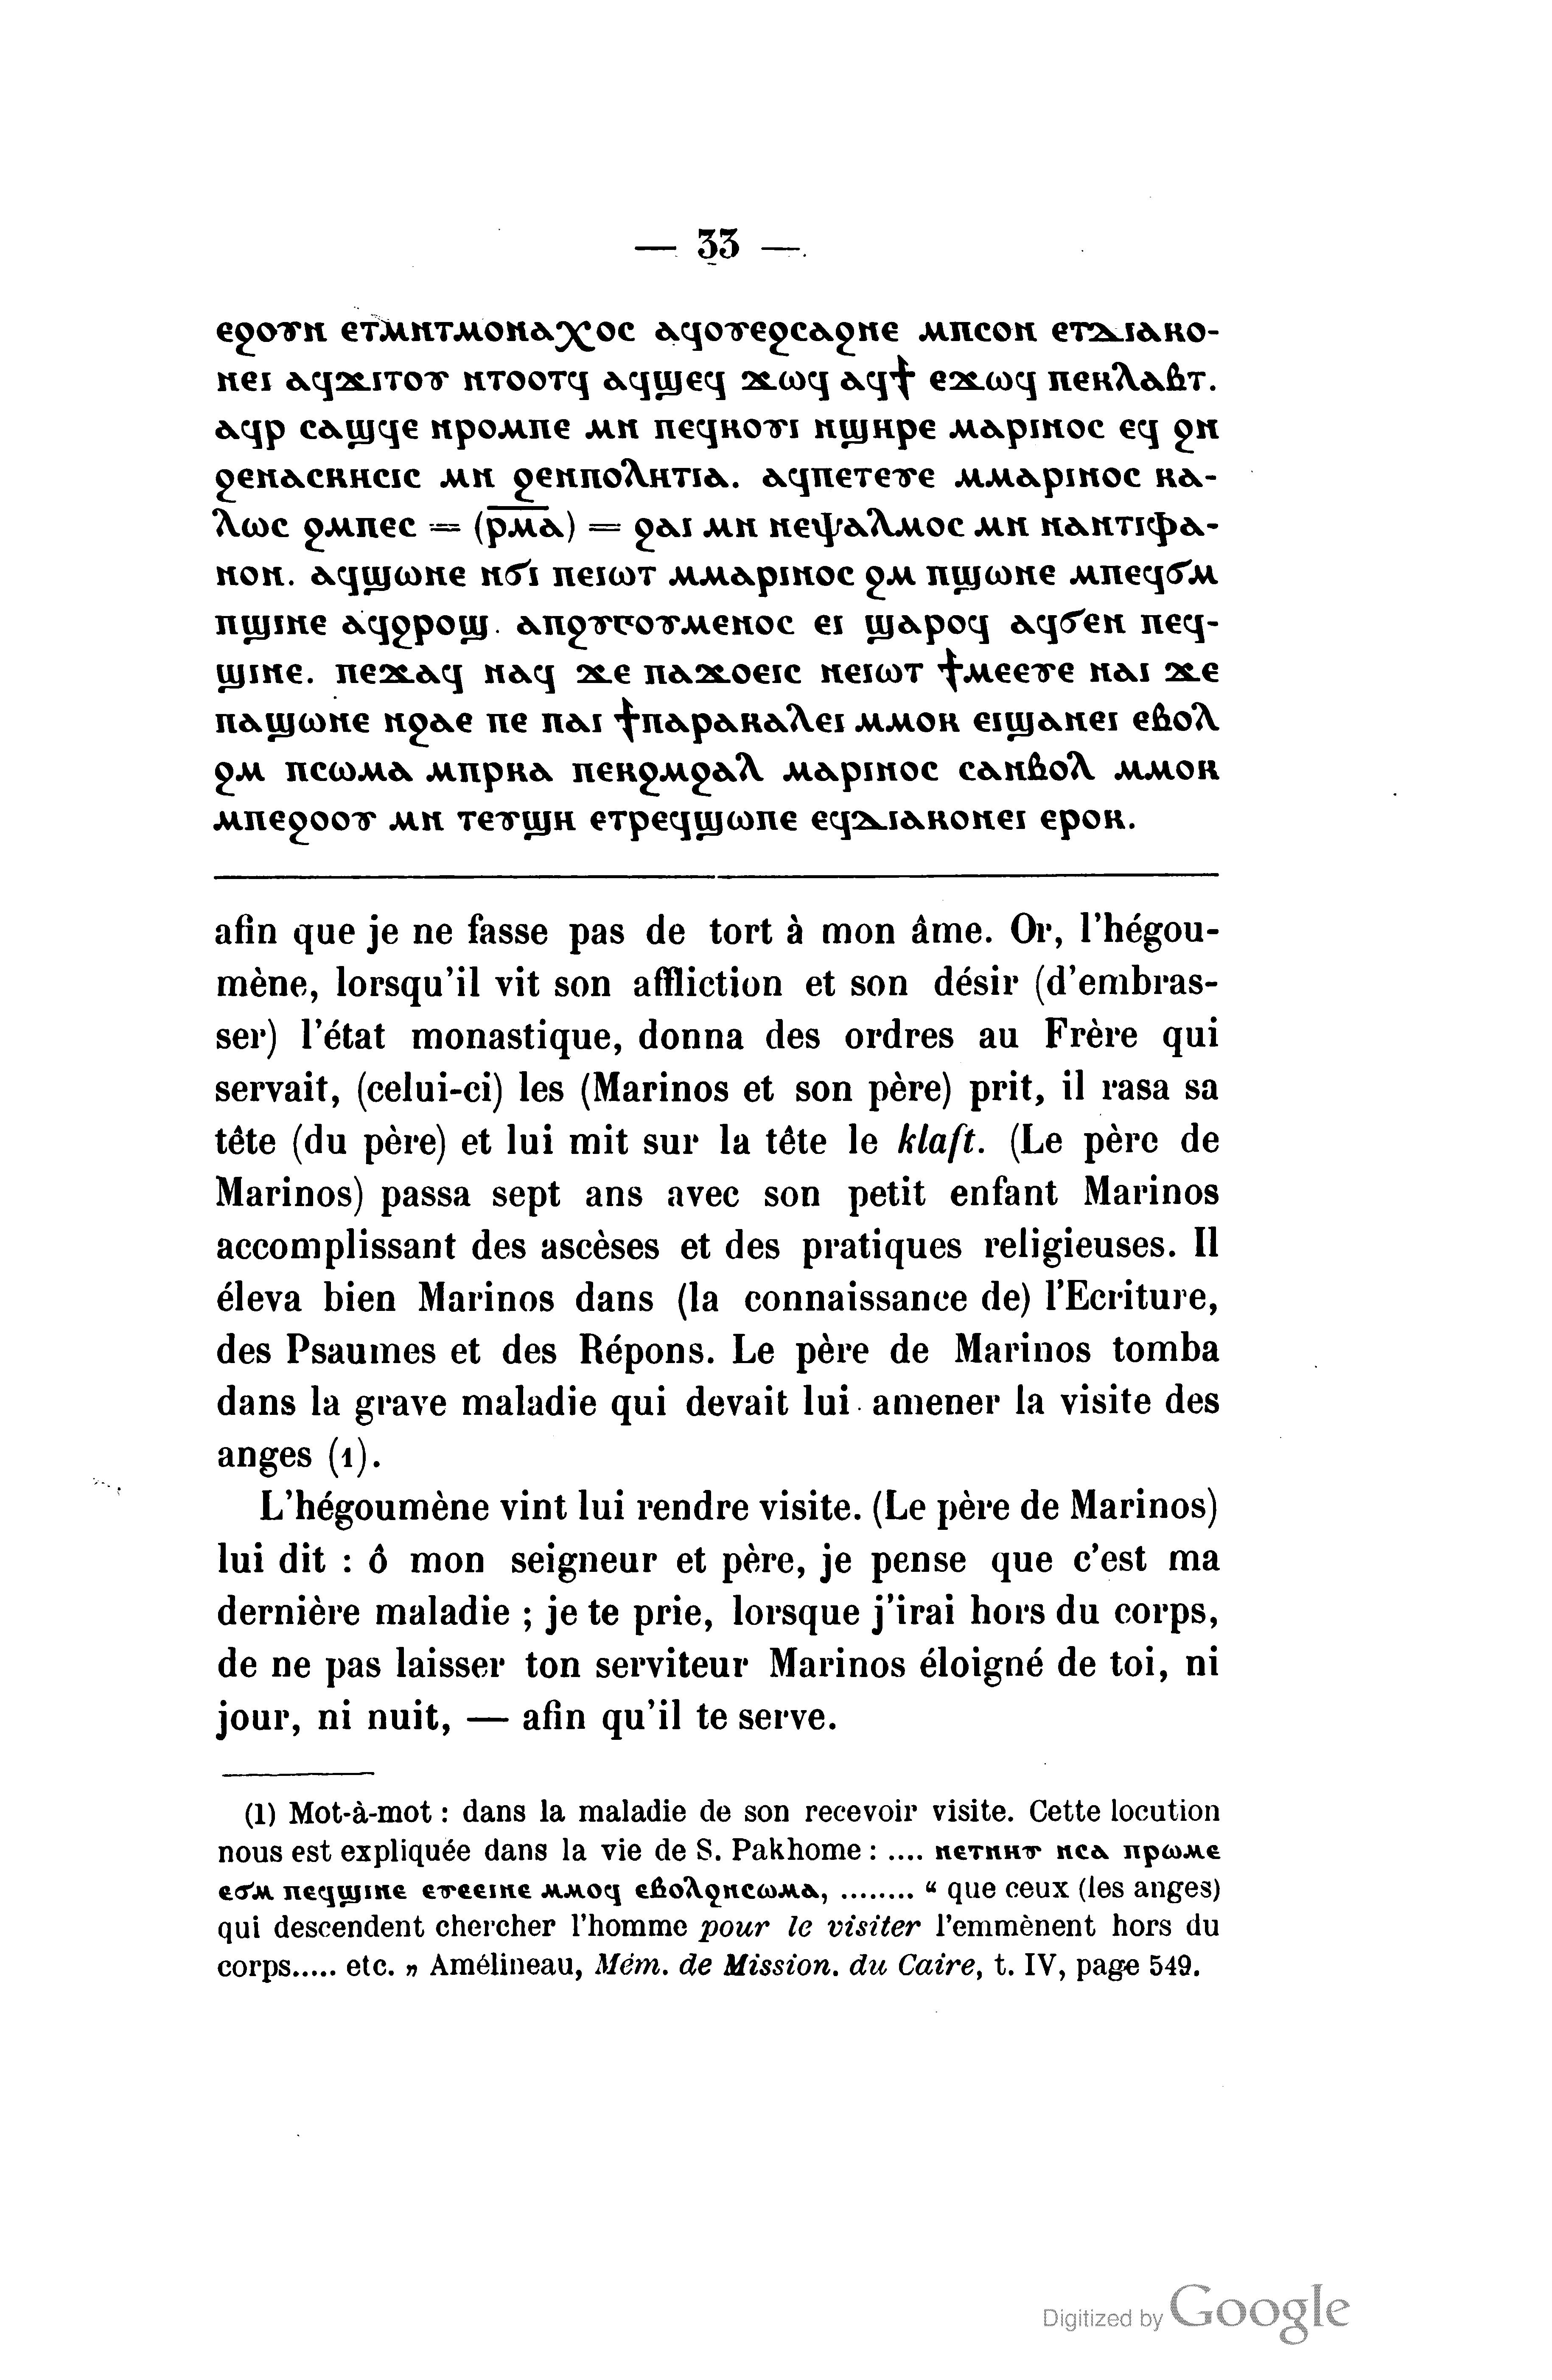 — 33 —
ⲉϩⲟⲩⲛ ⲉⲧⲙⲛⲧⲙⲟⲛⲁⲭⲟⲥ ⲁϥⲟⲩⲉϩⲥⲁϩⲛⲉ ⲙⲡⲥⲟⲛ ⲉⲧⲇⲓⲁⲕⲟ-
ⲛⲉⲓ ⲁϥϫⲓⲧⲟⲩ ⲛⲧⲟⲟⲧϥ ⲁϥϣⲉϥ ϫⲱϥ ⲁϥϯ ⲉϫⲱϥ ⲡⲉⲕⲗⲁⲃⲧ.
ⲁϥⲣ ⲥⲁϣϥⲉ ⲛⲣⲟⲙⲡⲉ ⲙⲛ ⲡⲉϥⲕⲟⲩⲓ ⲛϣⲏⲣⲉ ⲙⲁⲣⲓⲛⲟⲥ ⲉϥ ϩⲛ
ϩⲉⲛⲁⲥⲕⲏⲥⲓⲥ ⲙⲛ ϩⲉⲛⲡⲟⲗⲏⲧⲓⲁ. ⲁϥⲡⲉⲧⲉⲩⲉ ⲙⲙⲁⲣⲓⲛⲟⲥ ⲕⲁ-
ⲗⲱⲥ ϩⲙⲡⲉⲥ = (ⲣ̅ⲙ̅ⲁ̅) = ϩⲁⲓ ⲙⲛ ⲛⲉⲯⲁⲗⲙⲟⲥ ⲙⲛ ⲛⲁⲛⲧⲓⲫⲁ-
ⲛⲟⲛ. ⲁϥϣⲱⲛⲉ ⲛϭⲓ ⲡⲉⲓⲱⲧ ⲙⲙⲁⲣⲓⲛⲟⲥ ϩⲙ ⲡϣⲱⲛⲉ ⲙⲡⲉϥϭⲙ
ⲡϣⲓⲛⲉ ⲁϥϩⲣⲟϣ. ⲁⲡϩⲩⲅⲟⲩⲙⲉⲛⲟⲥ ⲉⲓ ϣⲁⲣⲟϥ ⲁϥϭⲉⲛ ⲡⲉϥ-
ϣⲓⲛⲉ. ⲡⲉϫⲁϥ ⲛⲁϥ ϫⲉ ⲡⲁϫⲟⲉⲓⲥ ⲛⲉⲓⲱⲧ ϯⲙⲉⲉⲩⲉ ⲛⲁⲓ ϫⲉ
ⲡⲁϣⲱⲛⲉ ⲛϩⲁⲉ ⲡⲉ ⲡⲁⲓ ϯⲡⲁⲣⲁⲕⲁⲗⲉⲓ ⲙⲙⲟⲕ ⲉⲓϣⲁⲛⲉⲓ ⲉⲃⲟⲗ
ϩⲙ ⲡⲥⲱⲙⲁ ⲙⲡⲣⲕⲁ ⲡⲉⲕϩⲙϩⲁⲗ ⲙⲁⲣⲓⲛⲟⲥ ⲥⲁⲛⲃⲟⲗ ⲙⲙⲟⲕ
ⲙⲡⲉϩⲟⲟⲩ ⲙⲛ ⲧⲉⲩϣⲏ ⲉⲧⲣⲉϥϣⲱⲡⲉ ⲉϥⲇⲓⲁⲕⲟⲛⲉⲓ ⲉⲣⲟⲕ.
afin que je ne fasse pas de tort à mon âme. Or, l'hégou-
mène, lorsqu'il vit son affliction et son désir (d'embras-
ser) l'état monastique, donna des ordres au Frère qui
servait, (celui-ci) les (Marinos et son père) prit, il rasa sa
tête (du père) et lui mit sur la tête le klaft. (Le père de
Marinos) passa sept ans avec son petit enfant Marinos
accomplissant des ascèses et des pratiques religieuses. Il
éleva bien Marinos dans (la connaissance de) l'Ecriture,
des Psaumes et des Répons. Le père de Marinos tomba
dans la grave maladie qui devait lui amener la visite des
anges (1).
L'hégoumène vint lui rendre visite. (Le père de Marinos)
lui dit : ô mon seigneur et père, je pense que c'est ma
dernière maladie ; je te prie, lorsque j'irai hors du corps,
de ne pas laisser ton serviteur Marinos éloigné de toi, ni
jour, ni nuit, — afin qu'il te serve.
(1) Mot-à-mot : dans la maladie de son recevoir visite. Cette locution
nous est expliquée dans la vie de S. Pakhome : .... ⲛⲉⲧⲛⲏⲩ ⲛⲥⲁ ⲡⲣⲱⲙⲉ
ⲉϭⲙ ⲡⲉϥϣⲓⲛⲉ ⲉⲩⲉⲉⲓⲛⲉ ⲙⲙⲟϥ ⲉⲃⲟⲗϩⲛⲥⲱⲙⲁ, ........ “ que ceux (les anges)
qui descendent chercher l'homme pour le visiter l'emmènent hors du
corps..... etc. „ Amélineau, Mém. de Mission. du Caire, t. IV, page 549.
Digitized by Google